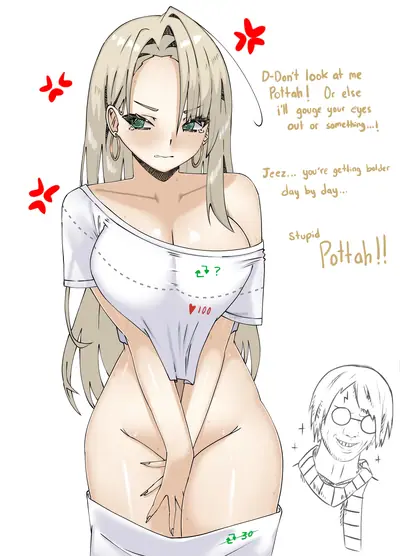 D-Don't look at me
Pottah! Or else
i'll gouge your eyes
out or something...!
Jeez... you're getting bolder
day by day...
Stupid
Pottah!!
?
100
30